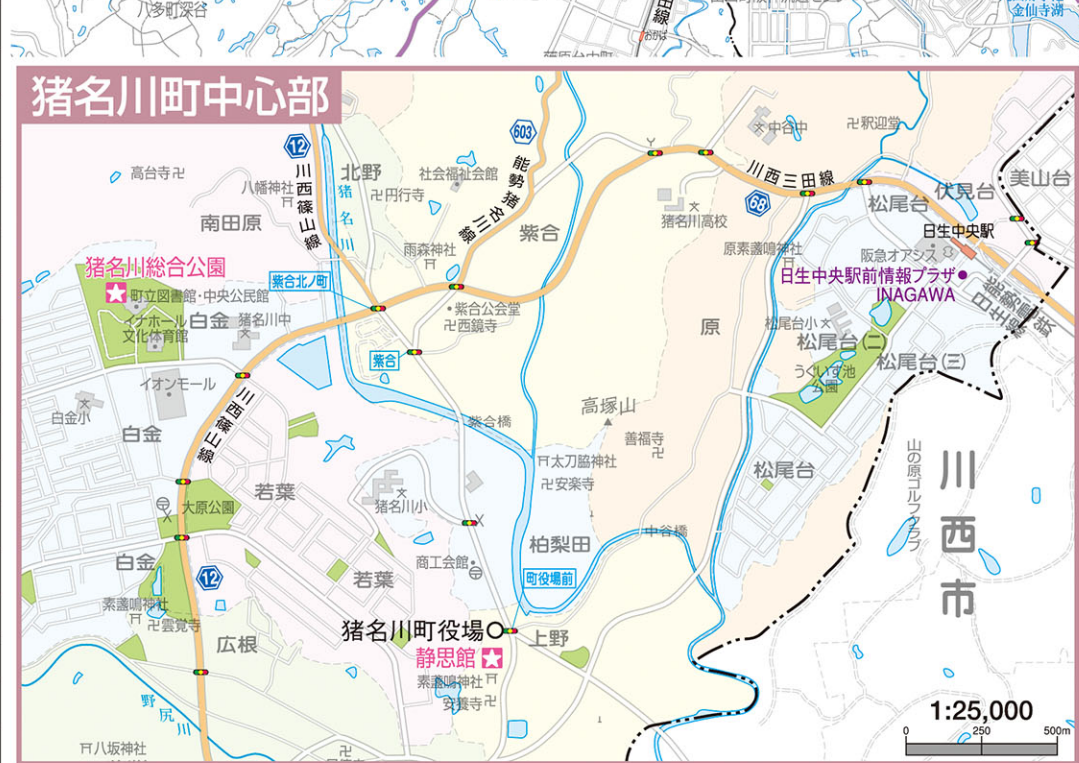 八多町深谷
金仙寺湖
猪名川町中心部
12
川西篠山線
高台寺
八幡神社
南田原
北野
猪名川
円行寺
社会福祉会館
603
能勢猪名川線
雨森神社
紫合
紫合北ノ町
紫合公会堂
西鏡寺
紫合
中谷中
釈迦堂
川西三田線
68
猪名川高校
原素盞嗚神社
松尾台
伏見台
美山台
日生中央駅
阪急オアシス
日生中央駅前情報プラザ
INAGAWA
猪名川総合公園
町立図書館・中央公民館
イナホール
文化体育館
白金
猪名川中
イオンモール
白金小
白金
川西篠山線
原
松尾台小
松尾台(二)
うぐいす池
公園
松尾台(三)
紫合橋
高塚山
善福寺
太刀脇神社
安楽寺
松尾台
山の原ゴルフクラブ
川西市
大原公園
若葉
猪名川小
柏梨田
中谷橋
白金
12
若葉
商工会館
町役場前
素盞嗚神社
雲覚寺
広根
猪名川町役場
上野
静思館
素盞嗚神社
安養寺
野尻川
八坂神社
1:25,000
0 250 500m